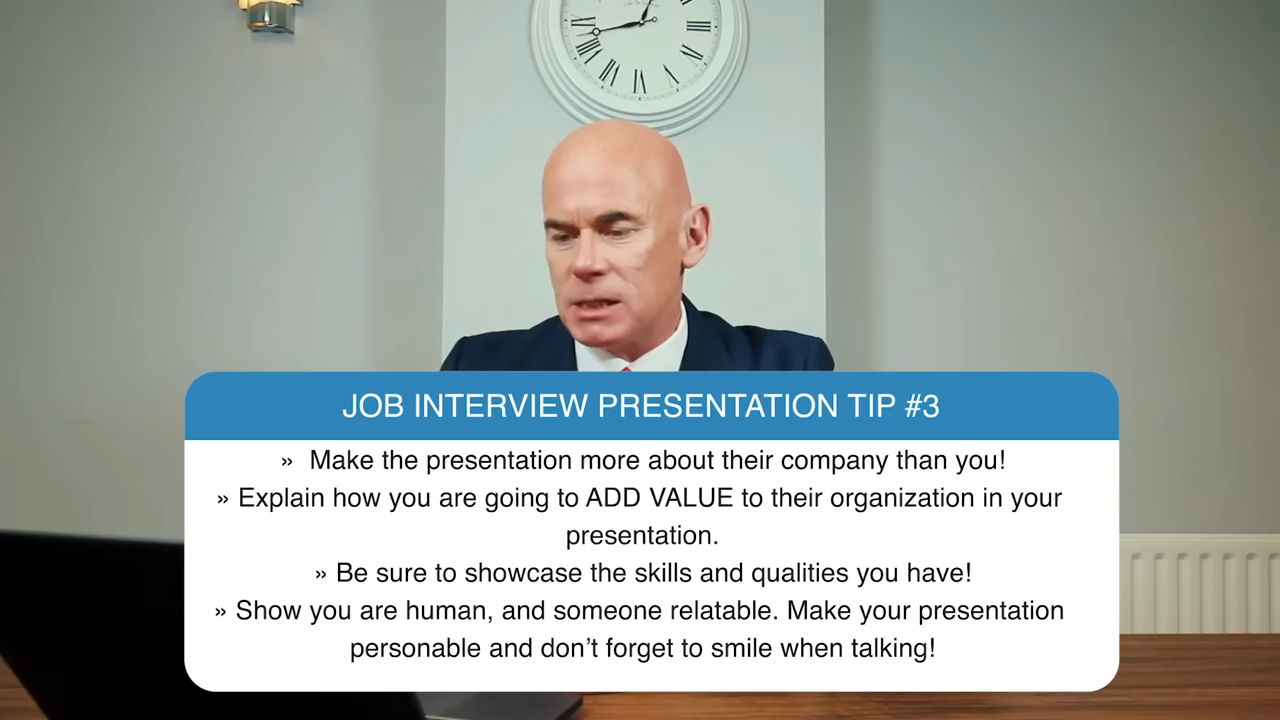 JOB INTERVIEW PRESENTATION TIP #3
» Make the presentation more about their company than you!
» Explain how you are going to ADD VALUE to their organization in your
presentation.
» Be sure to showcase the skills and qualities you have!
» Show you are human, and someone relatable. Make your presentation
personable and don’t forget to smile when talking!